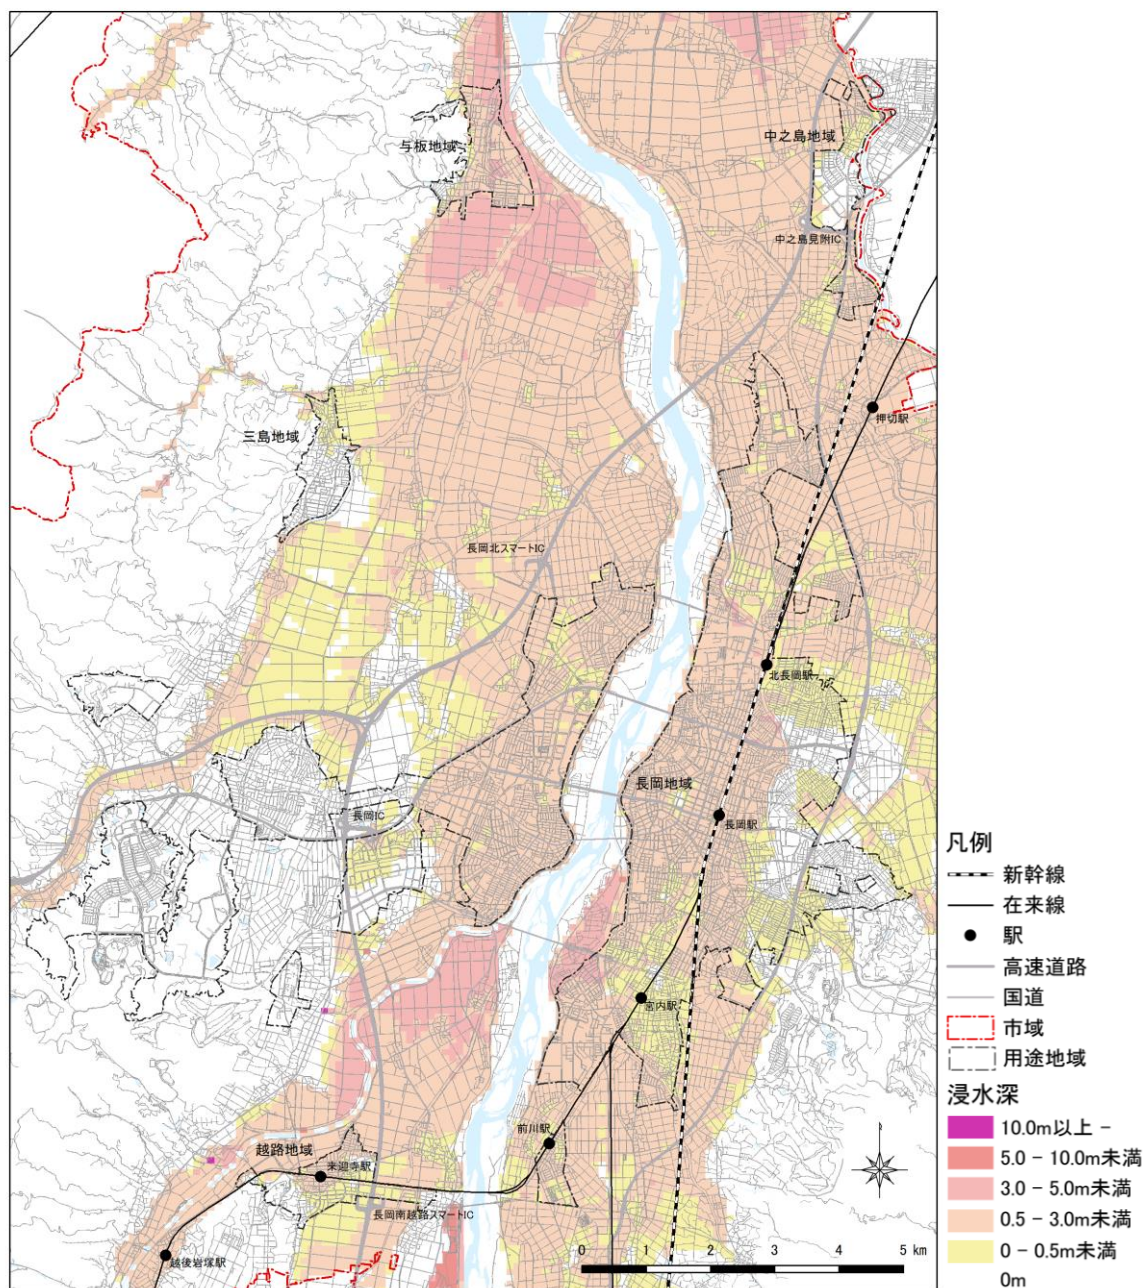 与板地域
中之島地域
中之島見附IC
押切駅
三島地域
長岡北スマートIC
北長岡駅
長岡地域
長岡駅
長岡IC
宮内駅
前川駅
越路地域
来迎寺駅
長岡南越路スマートIC
越後岩塚駅
0 1 2 3 4 5 km
凡例
新幹線
在来線
駅
高速道路
国道
市域
用途地域
浸水深
10.0m以上 -
5.0 - 10.0m未満
3.0 - 5.0m未満
0.5 - 3.0m未満
0 - 0.5m未満
0m